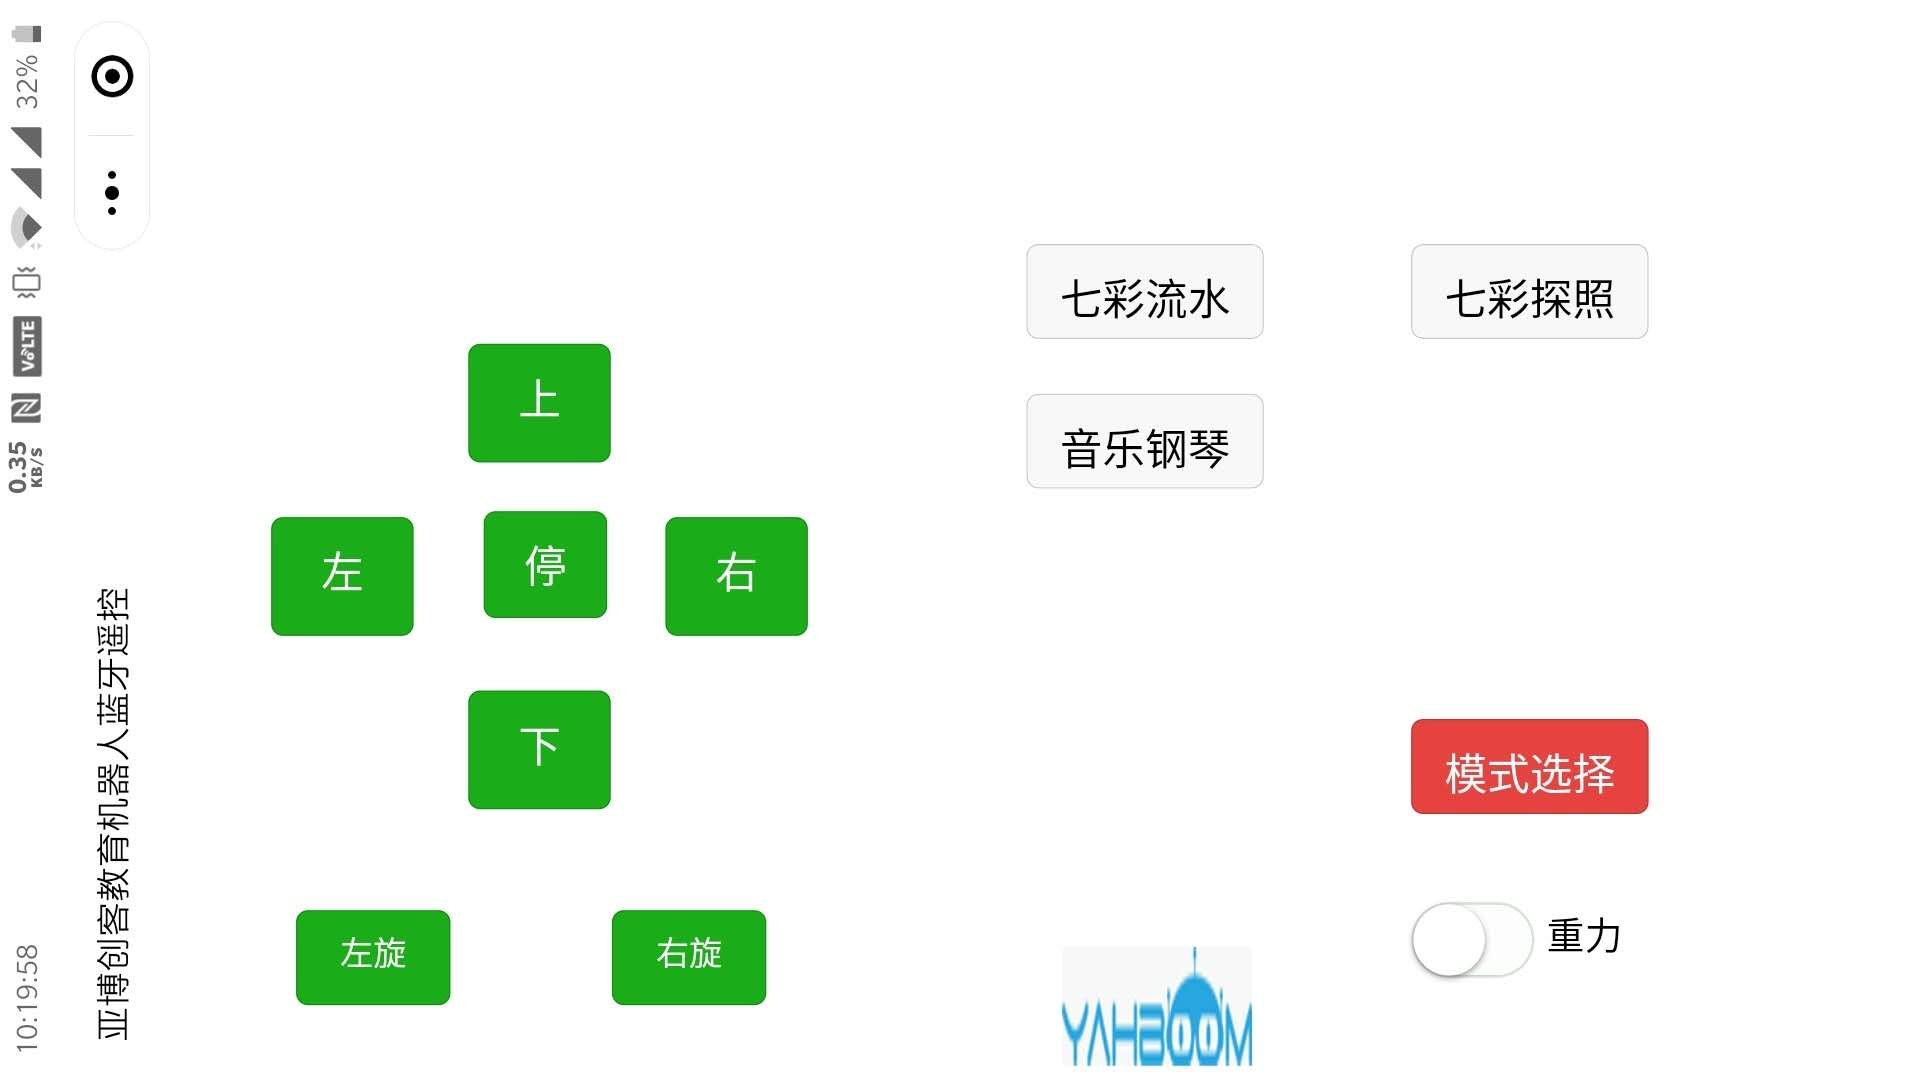 10:19:58
0.35
KB/S
VoLTE
32%
亚博创客教育机器人蓝牙遥控
七彩流水
七彩探照
音乐钢琴
上
左
停
右
下
模式选择
左旋
右旋
重力
YAHBOOM